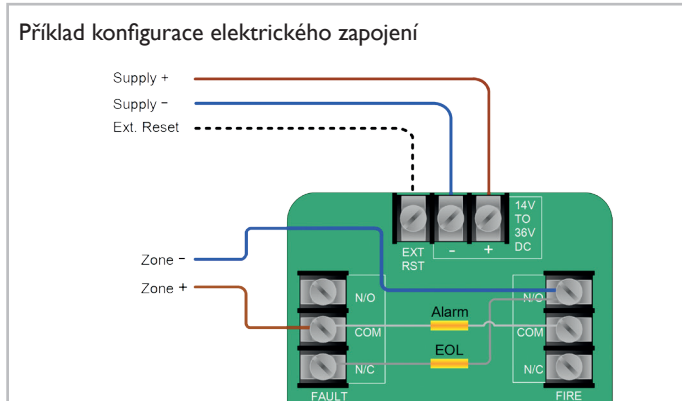 Příklad konfigurace elektrického zapojení
Supply +
Supply -
Ext. Reset
EXT
RST
-
+
14V
TO
36V
DC
Zone -
Zone +
N/O
COM
N/C
FAULT
Alarm
EOL
N/O
COM
N/C
FIRE